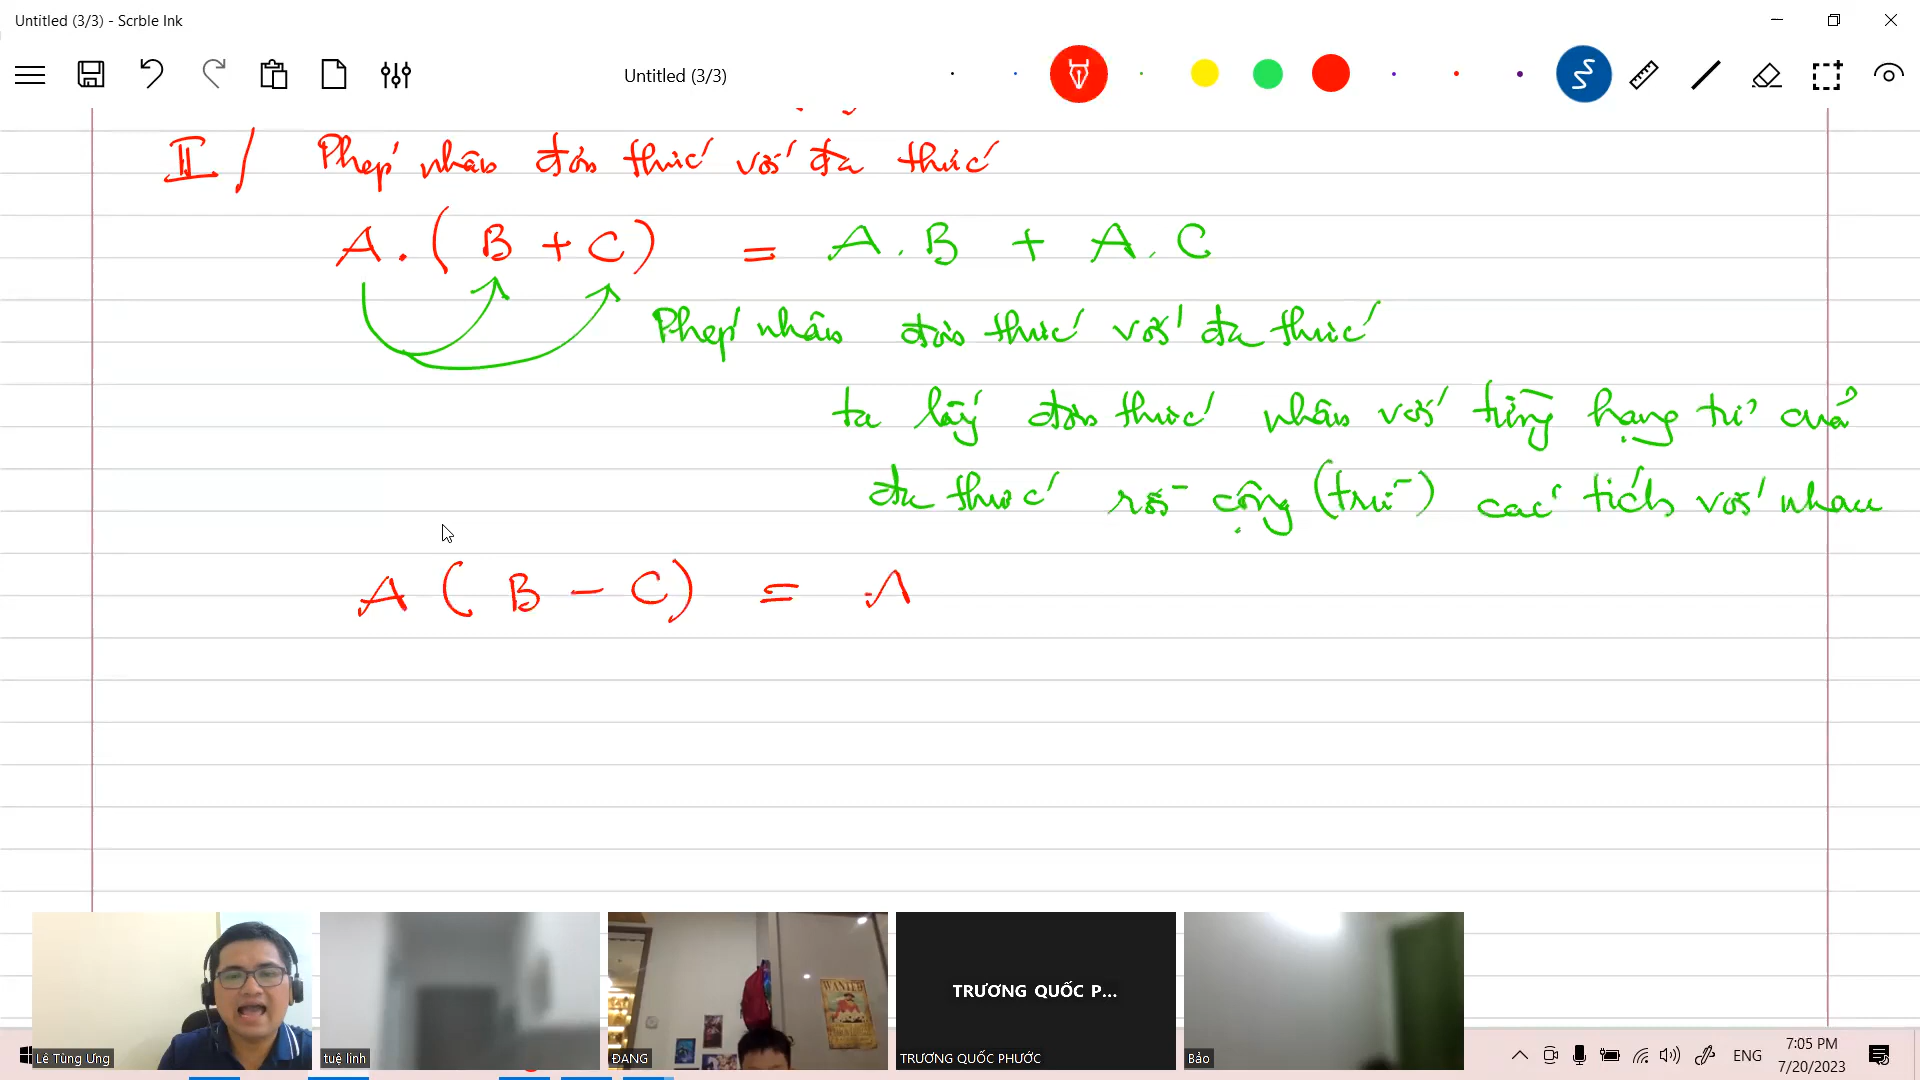 Untitled (3/3) - Scrble Ink
Untitled (3/3)
II/ Phép nhân đơn thức với đa thức
A.(B + C) = A.B + A.C
Phép nhân đơn thức với đa thức
ta lấy đơn thức nhân với từng hạng tử của
đa thức rồi cộng (trừ) các tích với nhau
A(B - C) = A
WANTED
TRƯƠNG QUỐC P...
Lê Tùng Ưng
tuệ linh
ĐANG
TRƯƠNG QUỐC PHƯỚC
Bảo
ENG
7:05 PM
7/20/2023